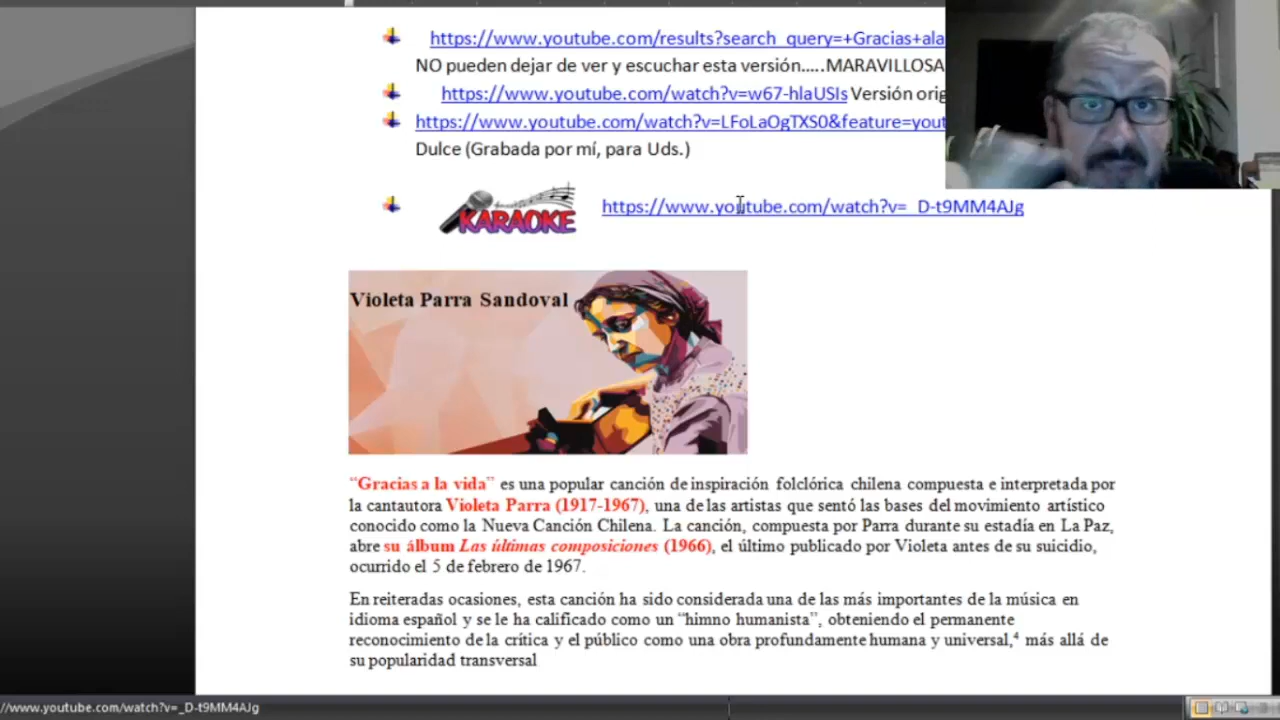 https://www.youtube.com/results?search_query=+Gracias+ala
NO pueden dejar de ver y escuchar esta versión…..MARAVILLOSA
https://www.youtube.com/watch?v=w67-hlaUSIs Versión orig
https://www.youtube.com/watch?v=LFoLaOgTXS0&feature=yout
Dulce (Grabada por mí, para Uds.)
KARAOKE https://www.youtube.com/watch?v=_D-t9MM4AJg
Violeta Parra Sandoval
“Gracias a la vida” es una popular canción de inspiración folclórica chilena compuesta e interpretada por
la cantautora Violeta Parra (1917-1967), una de las artistas que sentó las bases del movimiento artístico
conocido como la Nueva Canción Chilena. La canción, compuesta por Parra durante su estadía en La Paz,
abre su álbum Las últimas composiciones (1966), el último publicado por Violeta antes de su suicidio,
ocurrido el 5 de febrero de 1967.
En reiteradas ocasiones, esta canción ha sido considerada una de las más importantes de la música en
idioma español y se le ha calificado como un “himno humanista”, obteniendo el permanente
reconocimiento de la crítica y el público como una obra profundamente humana y universal,⁴ más allá de
su popularidad transversal
//www.youtube.com/watch?v=_D-t9MM4AJg